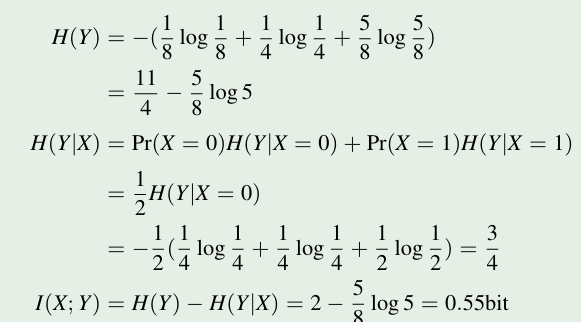 H(Y) = −(1/8 log 1/8 + 1/4 log 1/4 + 5/8 log 5/8)
= 11/4 − 5/8 log 5
H(Y|X) = Pr(X = 0)H(Y|X = 0) + Pr(X = 1)H(Y|X = 1)
= 1/2 H(Y|X = 0)
= −1/2(1/4 log 1/4 + 1/4 log 1/4 + 1/2 log 1/2) = 3/4
I(X; Y) = H(Y) − H(Y|X) = 2 − 5/8 log 5 = 0.55bit